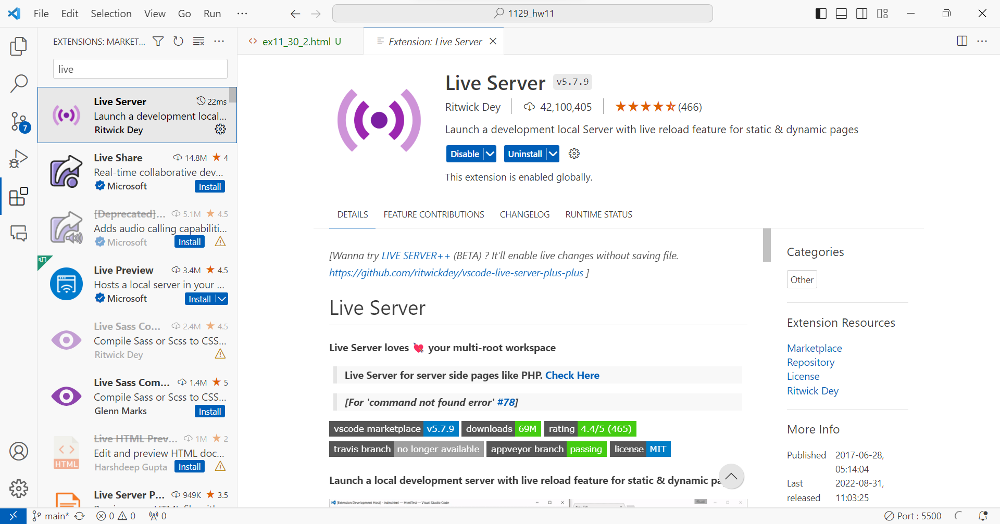 File Edit Selection View Go Run ···
1129_hw11
EXTENSIONS: MARKET...
live
Live Server 22ms
Launch a development local...
Ritwick Dey
7
Live Share 14.8M ★ 4
Real-time collaborative dev...
Microsoft Install
[Deprecated]... 5.1M ★ 4.5
Adds audio calling capabiliti...
Microsoft Install
Live Preview 3.4M ★ 4.5
Hosts a local server in your ...
Microsoft Install
Live Sass Co... 2.4M ★ 4.5
Compile Sass or Scss to CSS...
Ritwick Dey
Live Sass Com... 1.4M ★ 5
Compile Sass or Scss to CSS...
Glenn Marks Install
Live HTML Prev... 1M ★ 2
Edit and preview HTML doc...
HTML
Harshdeep Gupta Install
Live Server P... 949K ★ 3.5
ex11_30_2.html U
Extension: Live Server
Live Server v5.7.9
Ritwick Dey 42,100,405 (466)
Launch a development local Server with live reload feature for static & dynamic pages
Disable Uninstall
This extension is enabled globally.
DETAILS FEATURE CONTRIBUTIONS CHANGELOG RUNTIME STATUS
[Wanna try LIVE SERVER++ (BETA) ? It'll enable live changes without saving file.
https://github.com/ritwickdey/vscode-live-server-plus-plus ]
Live Server
Live Server loves 💘 your multi-root workspace
Live Server for server side pages like PHP. Check Here
[For 'command not found error' #78]
vscode marketplace v5.7.9 downloads 69M rating 4.4/5 (465)
travis branch no longer available appveyor branch passing license MIT
Launch a local development server with live reload feature for static & dynamic
[Extension Development Host] - index.html — HtmlTest — Visual Studio Code
New Tab
Categories
Other
Extension Resources
Marketplace
Repository
License
Ritwick Dey
More Info
Published 2017-06-28,
05:14:04
Last 2022-08-31,
released 11:03:25
main* 0 0 0 Port : 5500